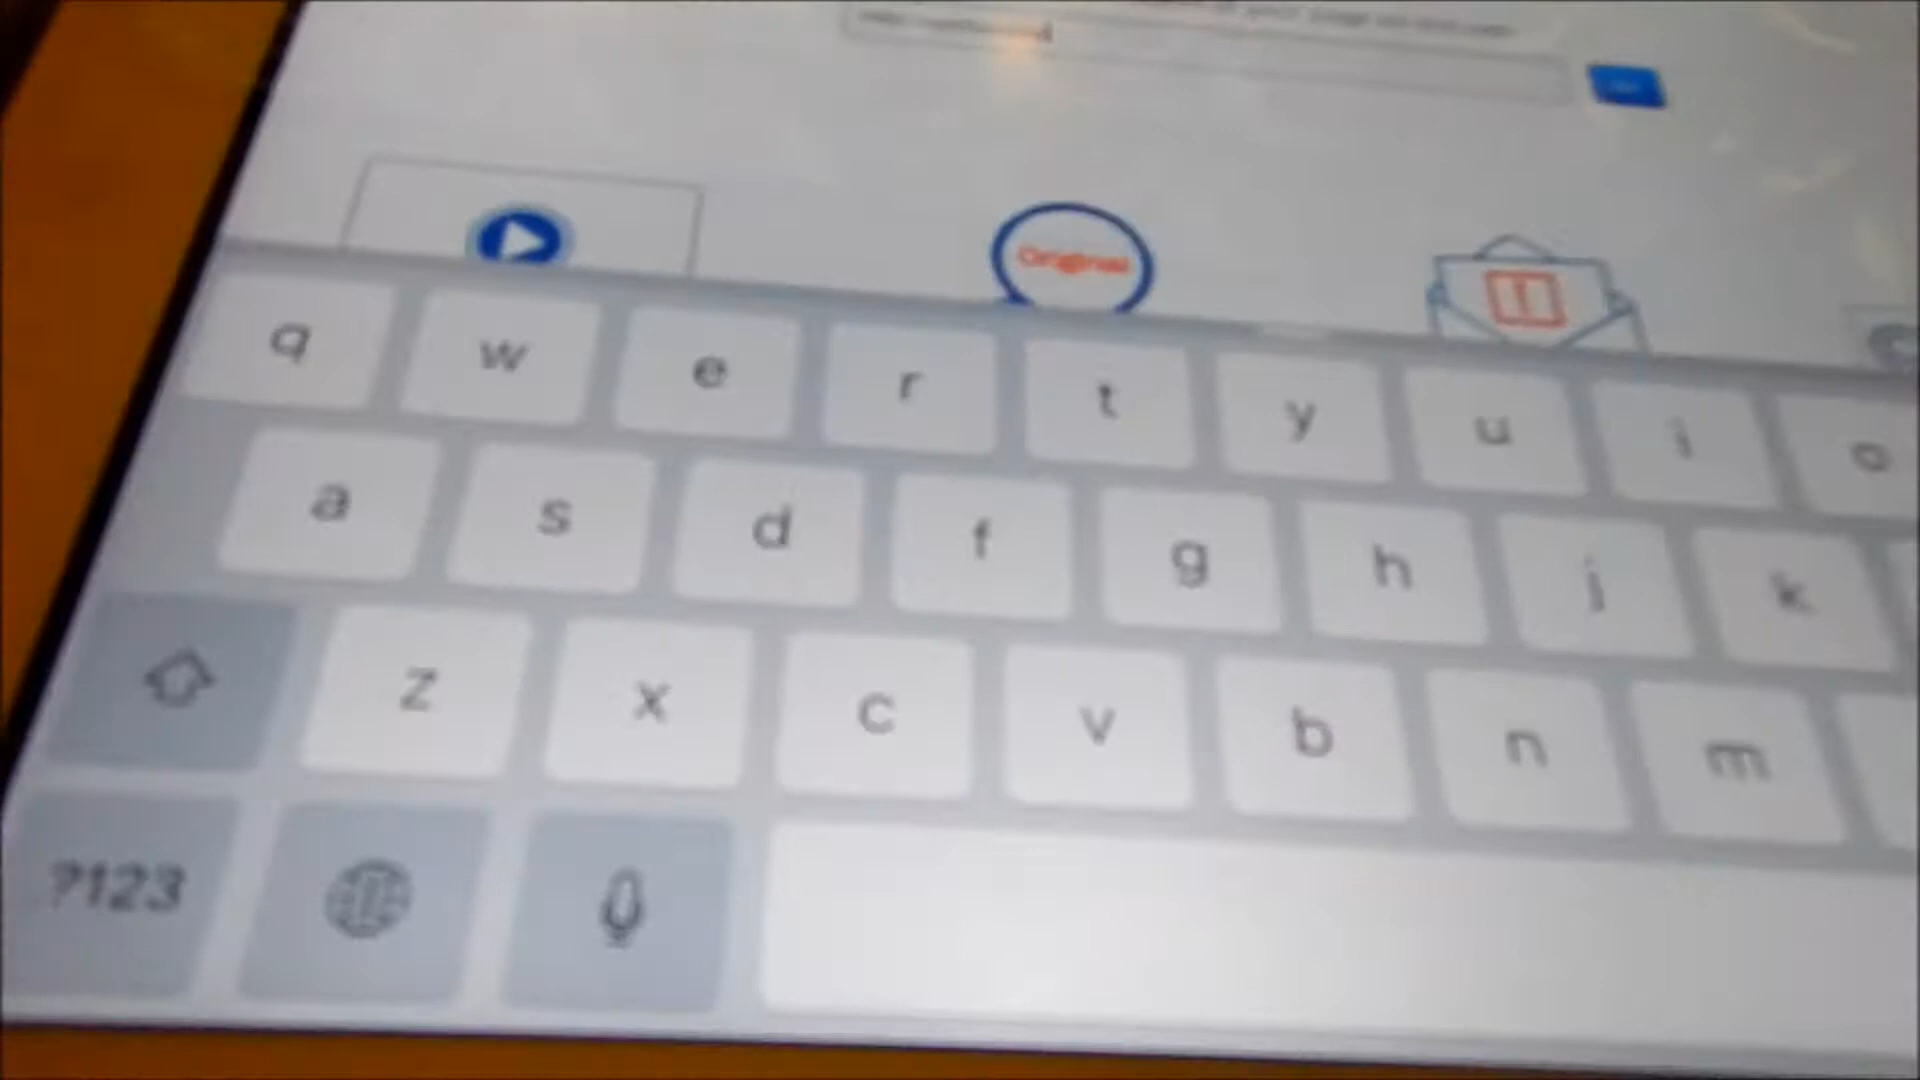 Original
q w e r t y u i o
a s d f g h j k
z x c v b n m
?123